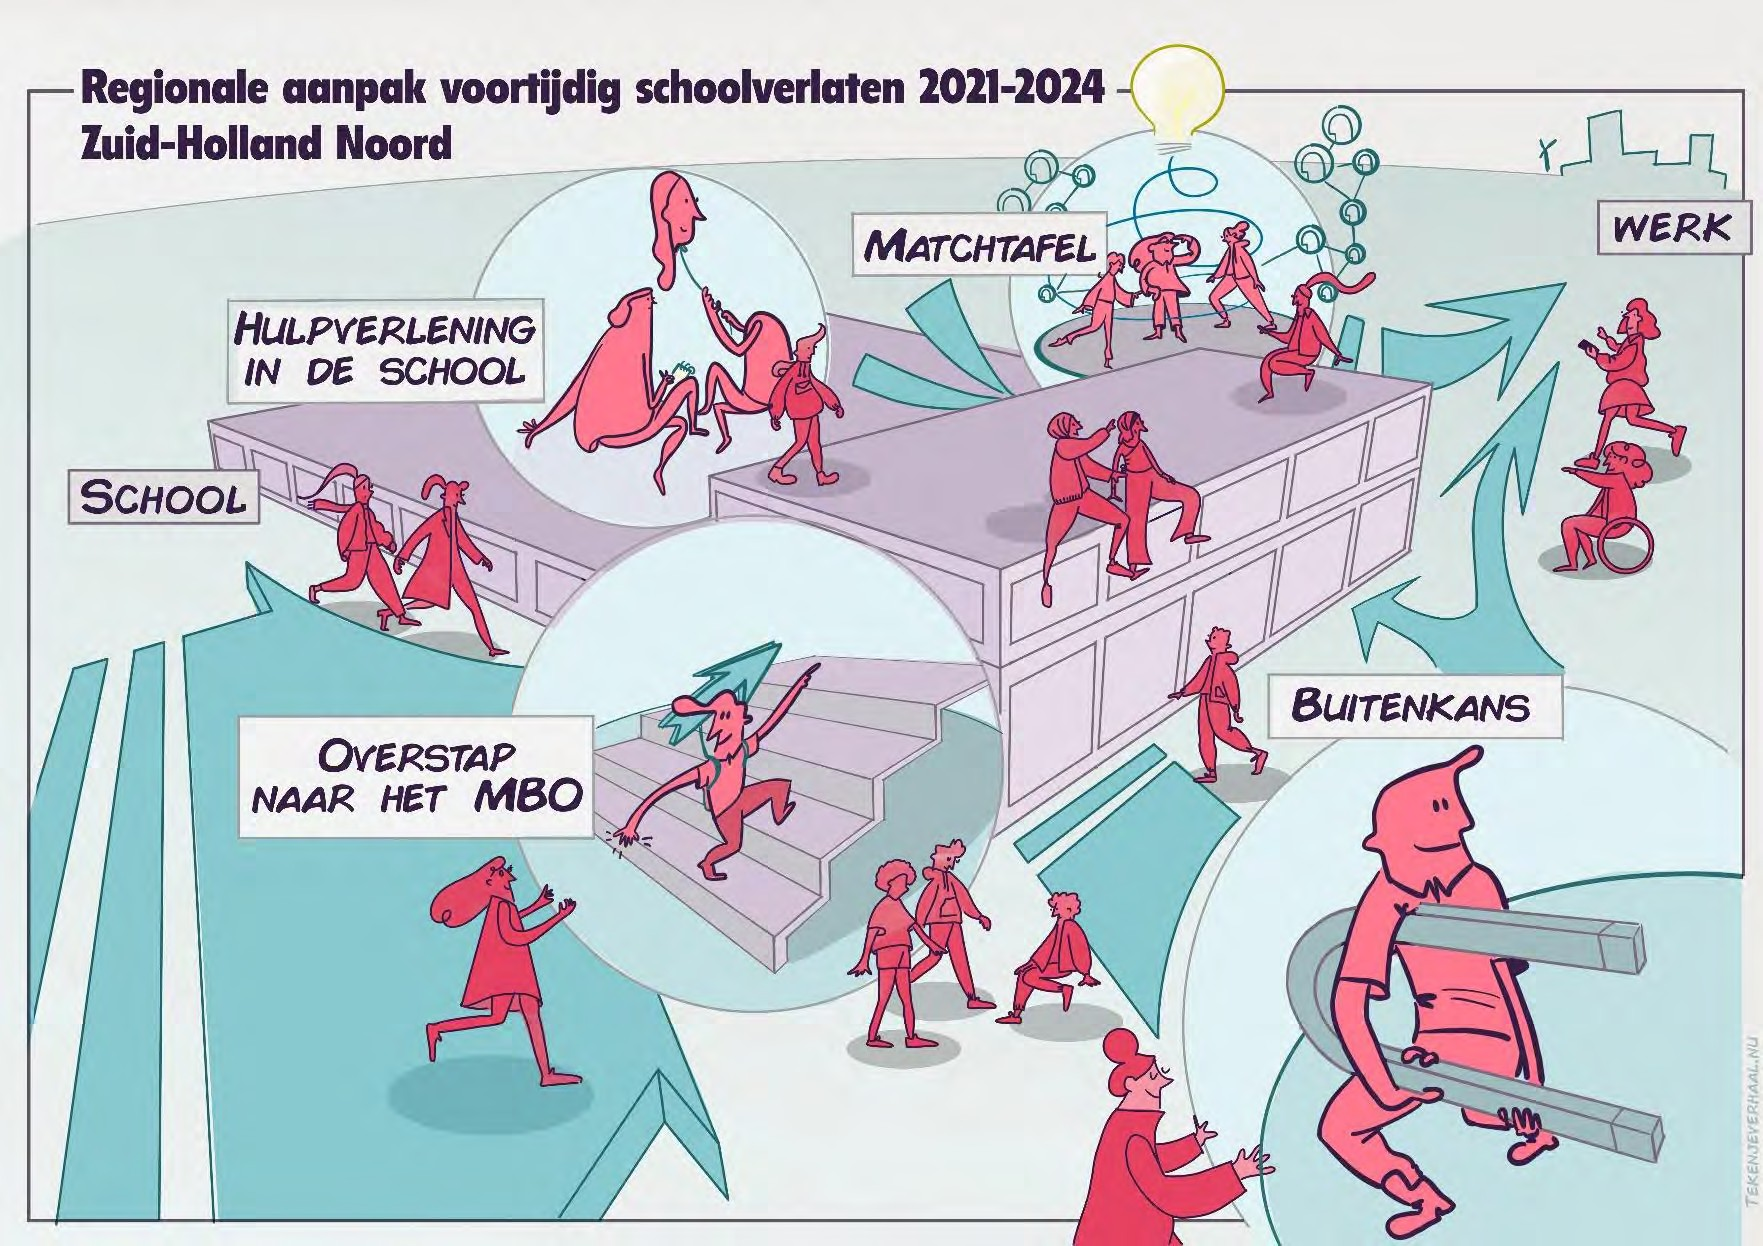 Regionale aanpak voortijdig schoolverlaten 2021-2024
Zuid-Holland Noord
MATCHTAFEL
WERK
HULPVERLENING
IN DE SCHOOL
SCHOOL
BUITENKANS
OVERSTAP
NAAR HET MBO
TEKENJEVERHAAL.NU